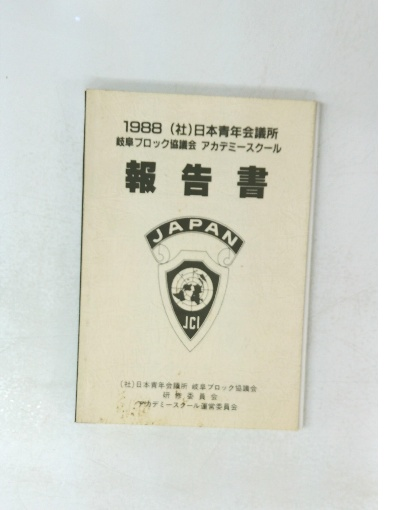 1988 (社)日本青年会議所
岐阜ブロック協議会 アカデミースクール
報告書
JAPAN
JCI
(社)日本青年会議所 岐阜ブロック協議会
研修委員会
アカデミースクール運営委員会